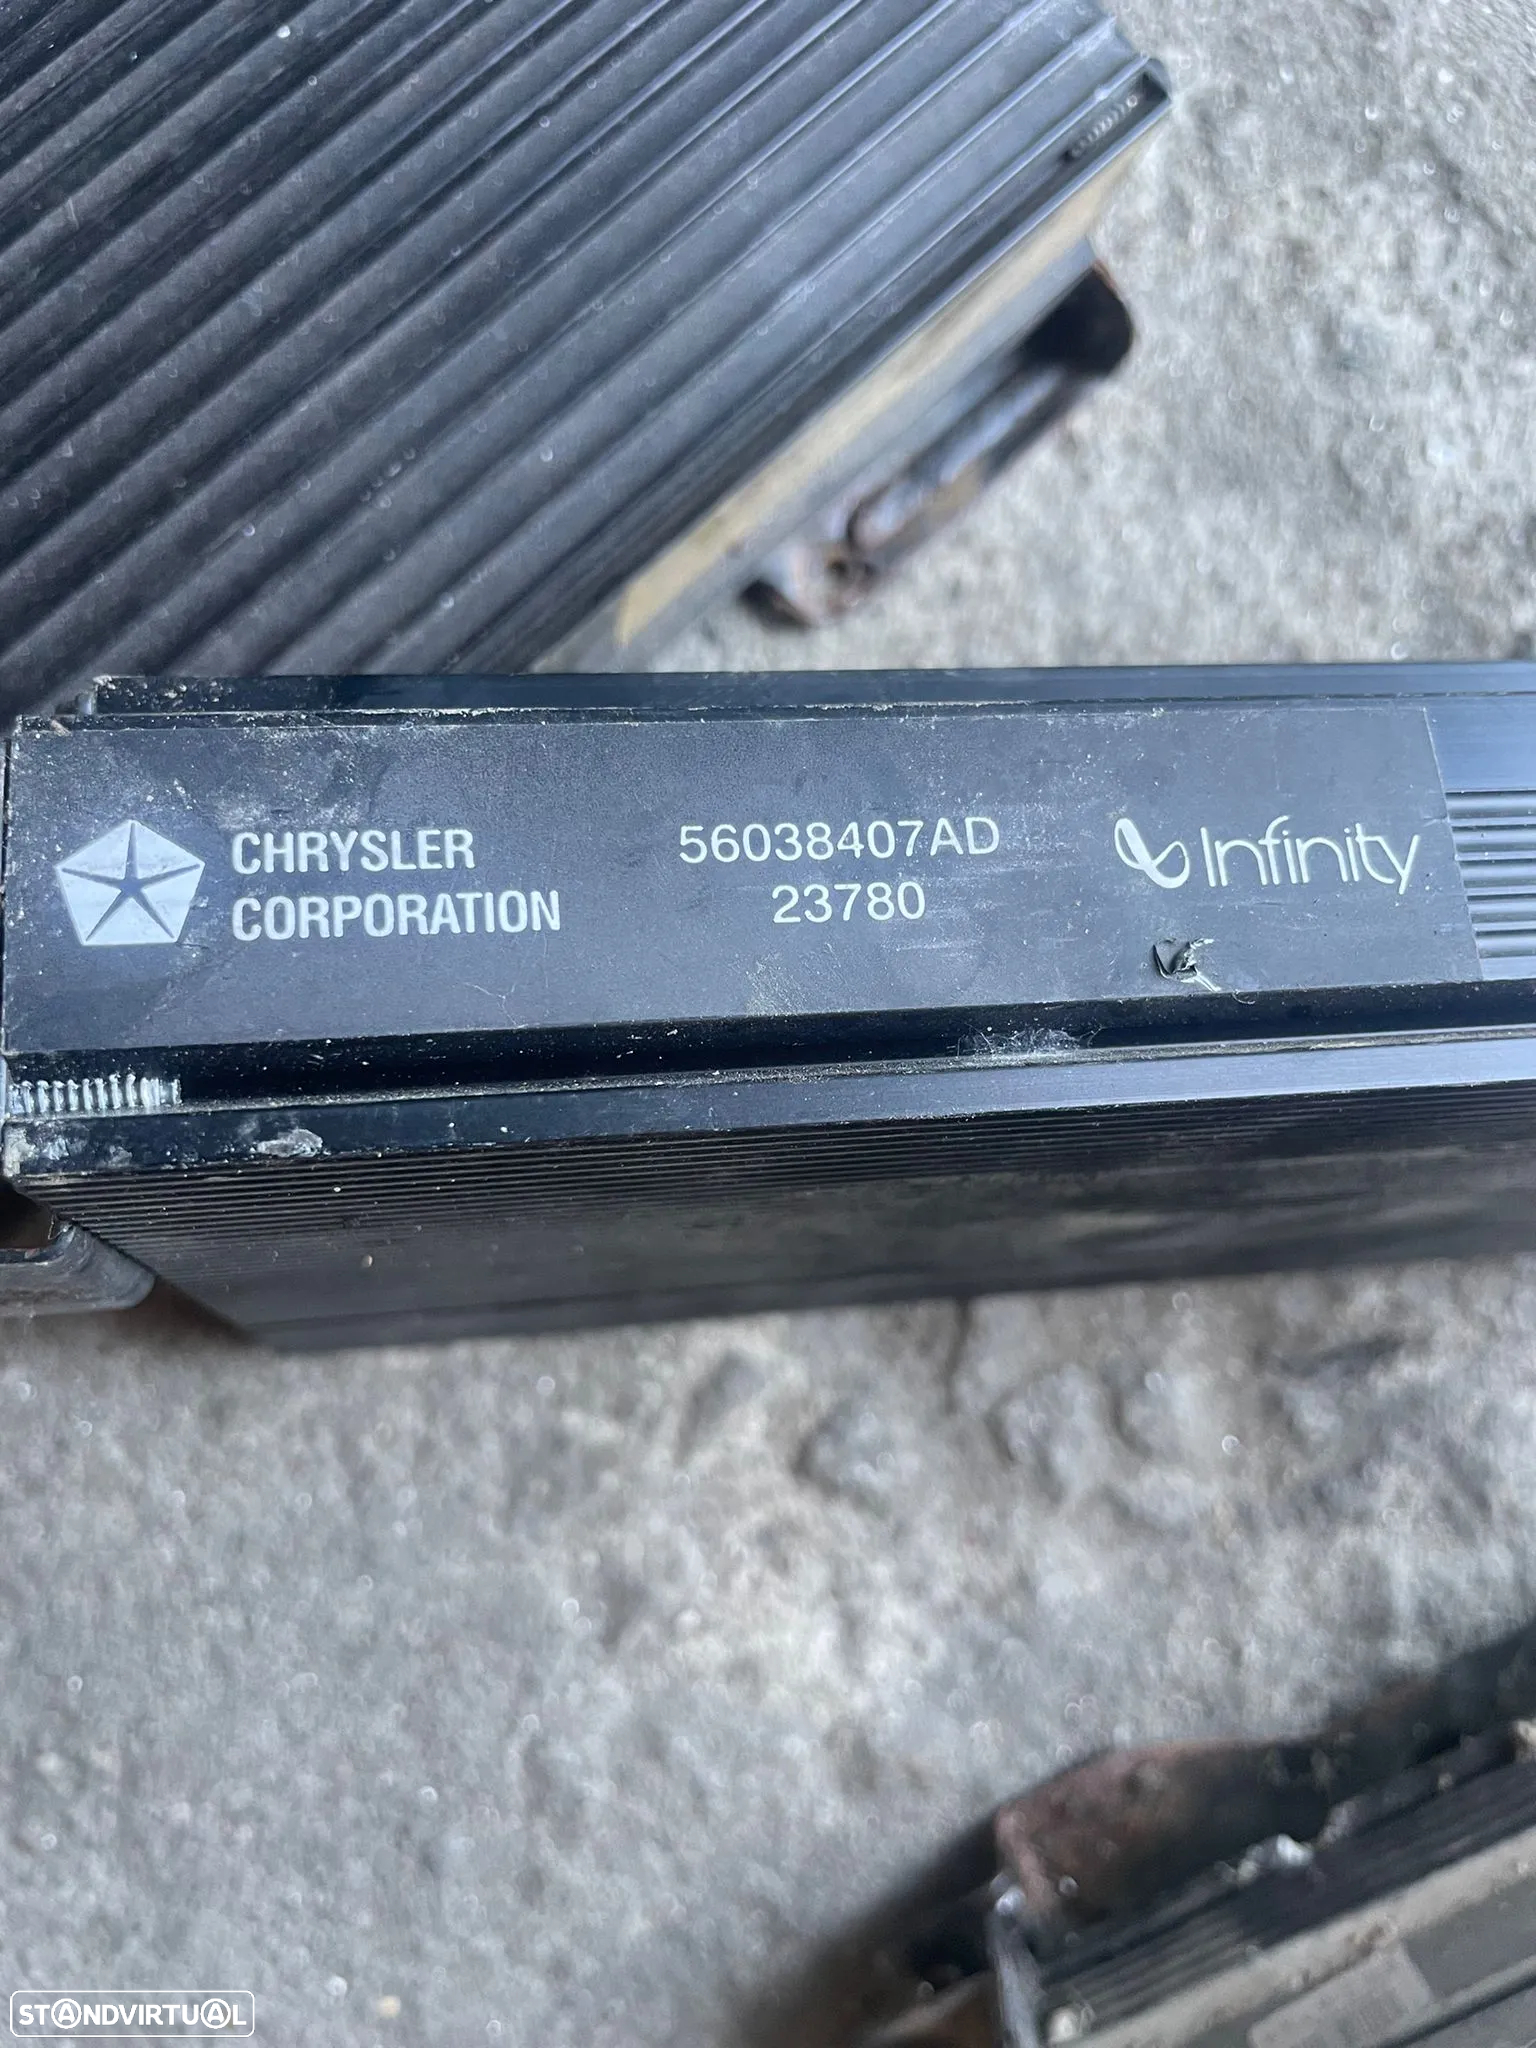 CHRYSLER
CORPORATION
56038407AD
23780
Infinity
STANDVIRTUAL